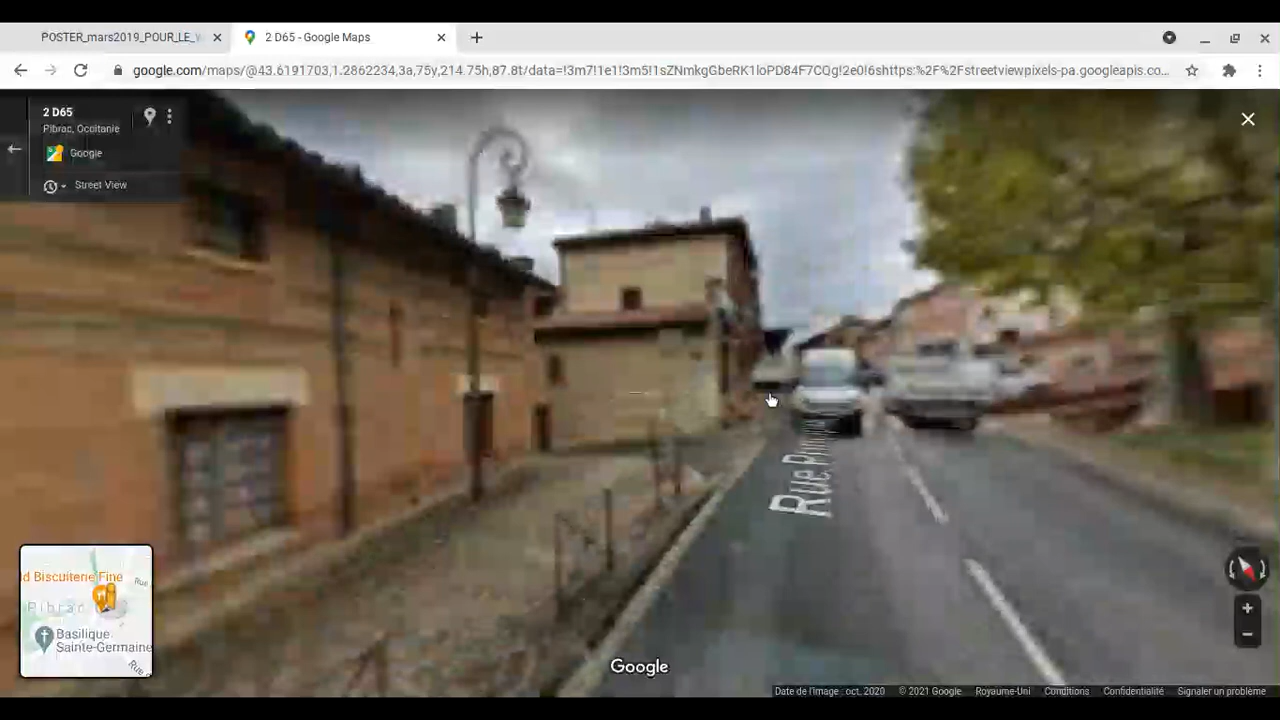 POSTER_mars2019_POUR_LE_
2 D65 - Google Maps
google.com/maps/@43.6191703,1.2862234,3a,75y,214.75h,87.8t/data=!3m7!1e1!3m5!1sZNmkgGbeRK1loPD84F7CQg!2e0!6shttps:%2F%2Fstreetviewpixels-pa.googleapis.co...
2 D65
Pibrac, Occitanie
Google
Street View
Rue
d Biscuiterie Fine
Rue
Pibrac
Basilique
Sainte-Germaine
Rue
Google
Date de l'image : oct. 2020 © 2021 Google Royaume-Uni Conditions Confidentialité Signaler un problème